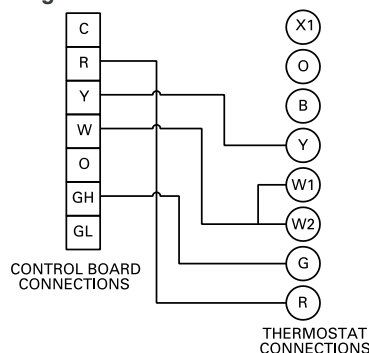 C
R
Y
W
O
GH
GL
CONTROL BOARD
CONNECTIONS
X1
O
B
Y
W1
W2
G
R
THERMOSTAT
CONNECTIONS